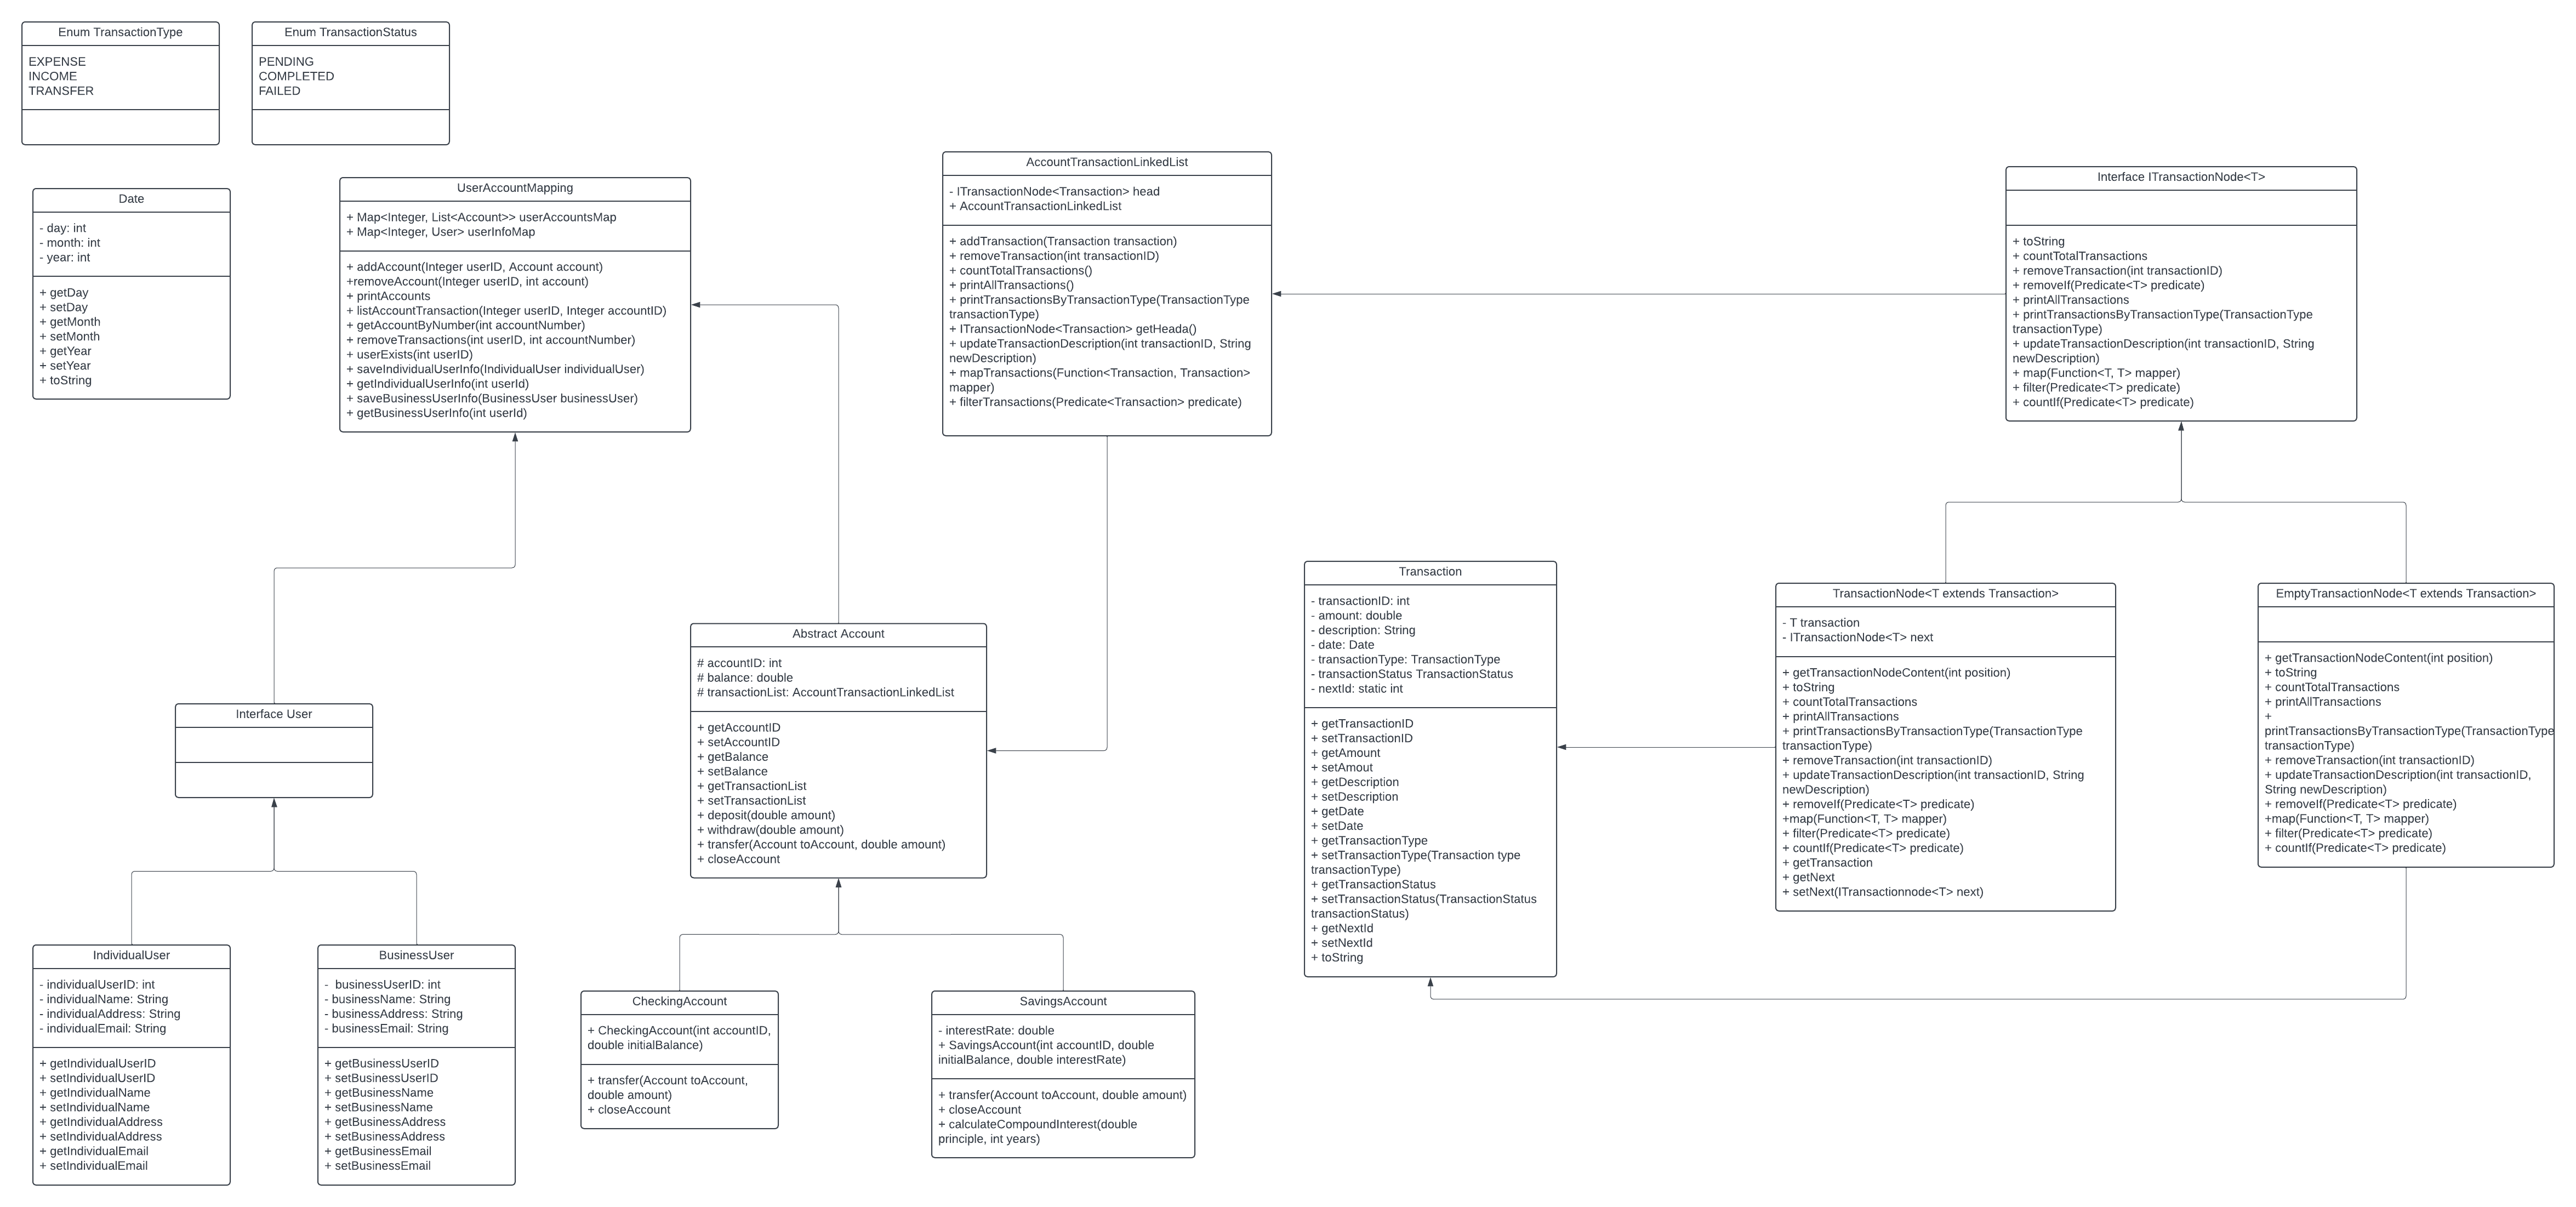 Enum TransactionType
EXPENSE
INCOME
TRANSFER
Enum TransactionStatus
PENDING
COMPLETED
FAILED
Date
- day: int
- month: int
- year: int
+ getDay
+ setDay
+ getMonth
+ setMonth
+ getYear
+ setYear
+ toString
UserAccountMapping
+ Map<Integer, List<Account>> userAccountsMap
+ Map<Integer, User> userInfoMap
+ addAccount(Integer userID, Account account)
+removeAccount(Integer userID, int account)
+ printAccounts
+ listAccountTransaction(Integer userID, Integer accountID)
+ getAccountByNumber(int accountNumber)
+ removeTransactions(int userID, int accountNumber)
+ userExists(int userID)
+ saveIndividualUserInfo(IndividualUser individualUser)
+ getIndividualUserInfo(int userId)
+ saveBusinessUserInfo(BusinessUser businessUser)
+ getBusinessUserInfo(int userId)
AccountTransactionLinkedList
- ITransactionNode<Transaction> head
+ AccountTransactionLinkedList
+ addTransaction(Transaction transaction)
+ removeTransaction(int transactionID)
+ countTotalTransactions()
+ printAllTransactions()
+ printTransactionsByTransactionType(TransactionType
transactionType)
+ ITransactionNode<Transaction> getHeada()
+ updateTransactionDescription(int transactionID, String
newDescription)
+ mapTransactions(Function<Transaction, Transaction>
mapper)
+ filterTransactions(Predicate<Transaction> predicate)
Interface ITransactionNode<T>
+ toString
+ countTotalTransactions
+ removeTransaction(int transactionID)
+ removeIf(Predicate<T> predicate)
+ printAllTransactions
+ printTransactionsByTransactionType(TransactionType
transactionType)
+ updateTransactionDescription(int transactionID, String
newDescription)
+ map(Function<T, T> mapper)
+ filter(Predicate<T> predicate)
+ countIf(Predicate<T> predicate)
Interface User
Abstract Account
# accountID: int
# balance: double
# transactionList: AccountTransactionLinkedList
+ getAccountID
+ setAccountID
+ getBalance
+ setBalance
+ getTransactionList
+ setTransactionList
+ deposit(double amount)
+ withdraw(double amount)
+ transfer(Account toAccount, double amount)
+ closeAccount
Transaction
- transactionID: int
- amount: double
- description: String
- date: Date
- transactionType: TransactionType
- transactionStatus TransactionStatus
- nextId: static int
+ getTransactionID
+ setTransactionID
+ getAmount
+ setAmout
+ getDescription
+ setDescription
+ getDate
+ setDate
+ getTransactionType
+ setTransactionType(Transaction type
transactionType)
+ getTransactionStatus
+ setTransactionStatus(TransactionStatus
transactionStatus)
+ getNextId
+ setNextId
+ toString
TransactionNode<T extends Transaction>
- T transaction
- ITransactionNode<T> next
+ getTransactionNodeContent(int position)
+ toString
+ countTotalTransactions
+ printAllTransactions
+ printTransactionsByTransactionType(TransactionType
transactionType)
+ removeTransaction(int transactionID)
+ updateTransactionDescription(int transactionID, String
newDescription)
+ removeIf(Predicate<T> predicate)
+map(Function<T, T> mapper)
+ filter(Predicate<T> predicate)
+ countIf(Predicate<T> predicate)
+ getTransaction
+ getNext
+ setNext(ITransactionnode<T> next)
EmptyTransactionNode<T extends Transaction>
+ getTransactionNodeContent(int position)
+ toString
+ countTotalTransactions
+ printAllTransactions
+
printTransactionsByTransactionType(TransactionType
transactionType)
+ removeTransaction(int transactionID)
+ updateTransactionDescription(int transactionID,
String newDescription)
+ removeIf(Predicate<T> predicate)
+map(Function<T, T> mapper)
+ filter(Predicate<T> predicate)
+ countIf(Predicate<T> predicate)
IndividualUser
- individualUserID: int
- individualName: String
- individualAddress: String
- individualEmail: String
+ getIndividualUserID
+ setIndividualUserID
+ getIndividualName
+ setIndividualName
+ getIndividualAddress
+ setIndividualAddress
+ getIndividualEmail
+ setIndividualEmail
BusinessUser
- businessUserID: int
- businessName: String
- businessAddress: String
- businessEmail: String
+ getBusinessUserID
+ setBusinessUserID
+ getBusinessName
+ setBusinessName
+ getBusinessAddress
+ setBusinessAddress
+ getBusinessEmail
+ setBusinessEmail
CheckingAccount
+ CheckingAccount(int accountID,
double initialBalance)
+ transfer(Account toAccount,
double amount)
+ closeAccount
SavingsAccount
- interestRate: double
+ SavingsAccount(int accountID, double
initialBalance, double interestRate)
+ transfer(Account toAccount, double amount)
+ closeAccount
+ calculateCompoundInterest(double
principle, int years)